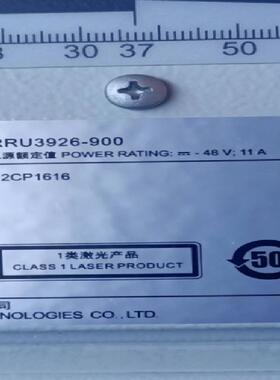 30 37 50
RRU3926-900
源额定值 POWER RATING: ⎓ - 48 V; 11 A
2CP1616
1类激光产品
CLASS 1 LASER PRODUCT
50
司
NOLOGIES CO., LTD.